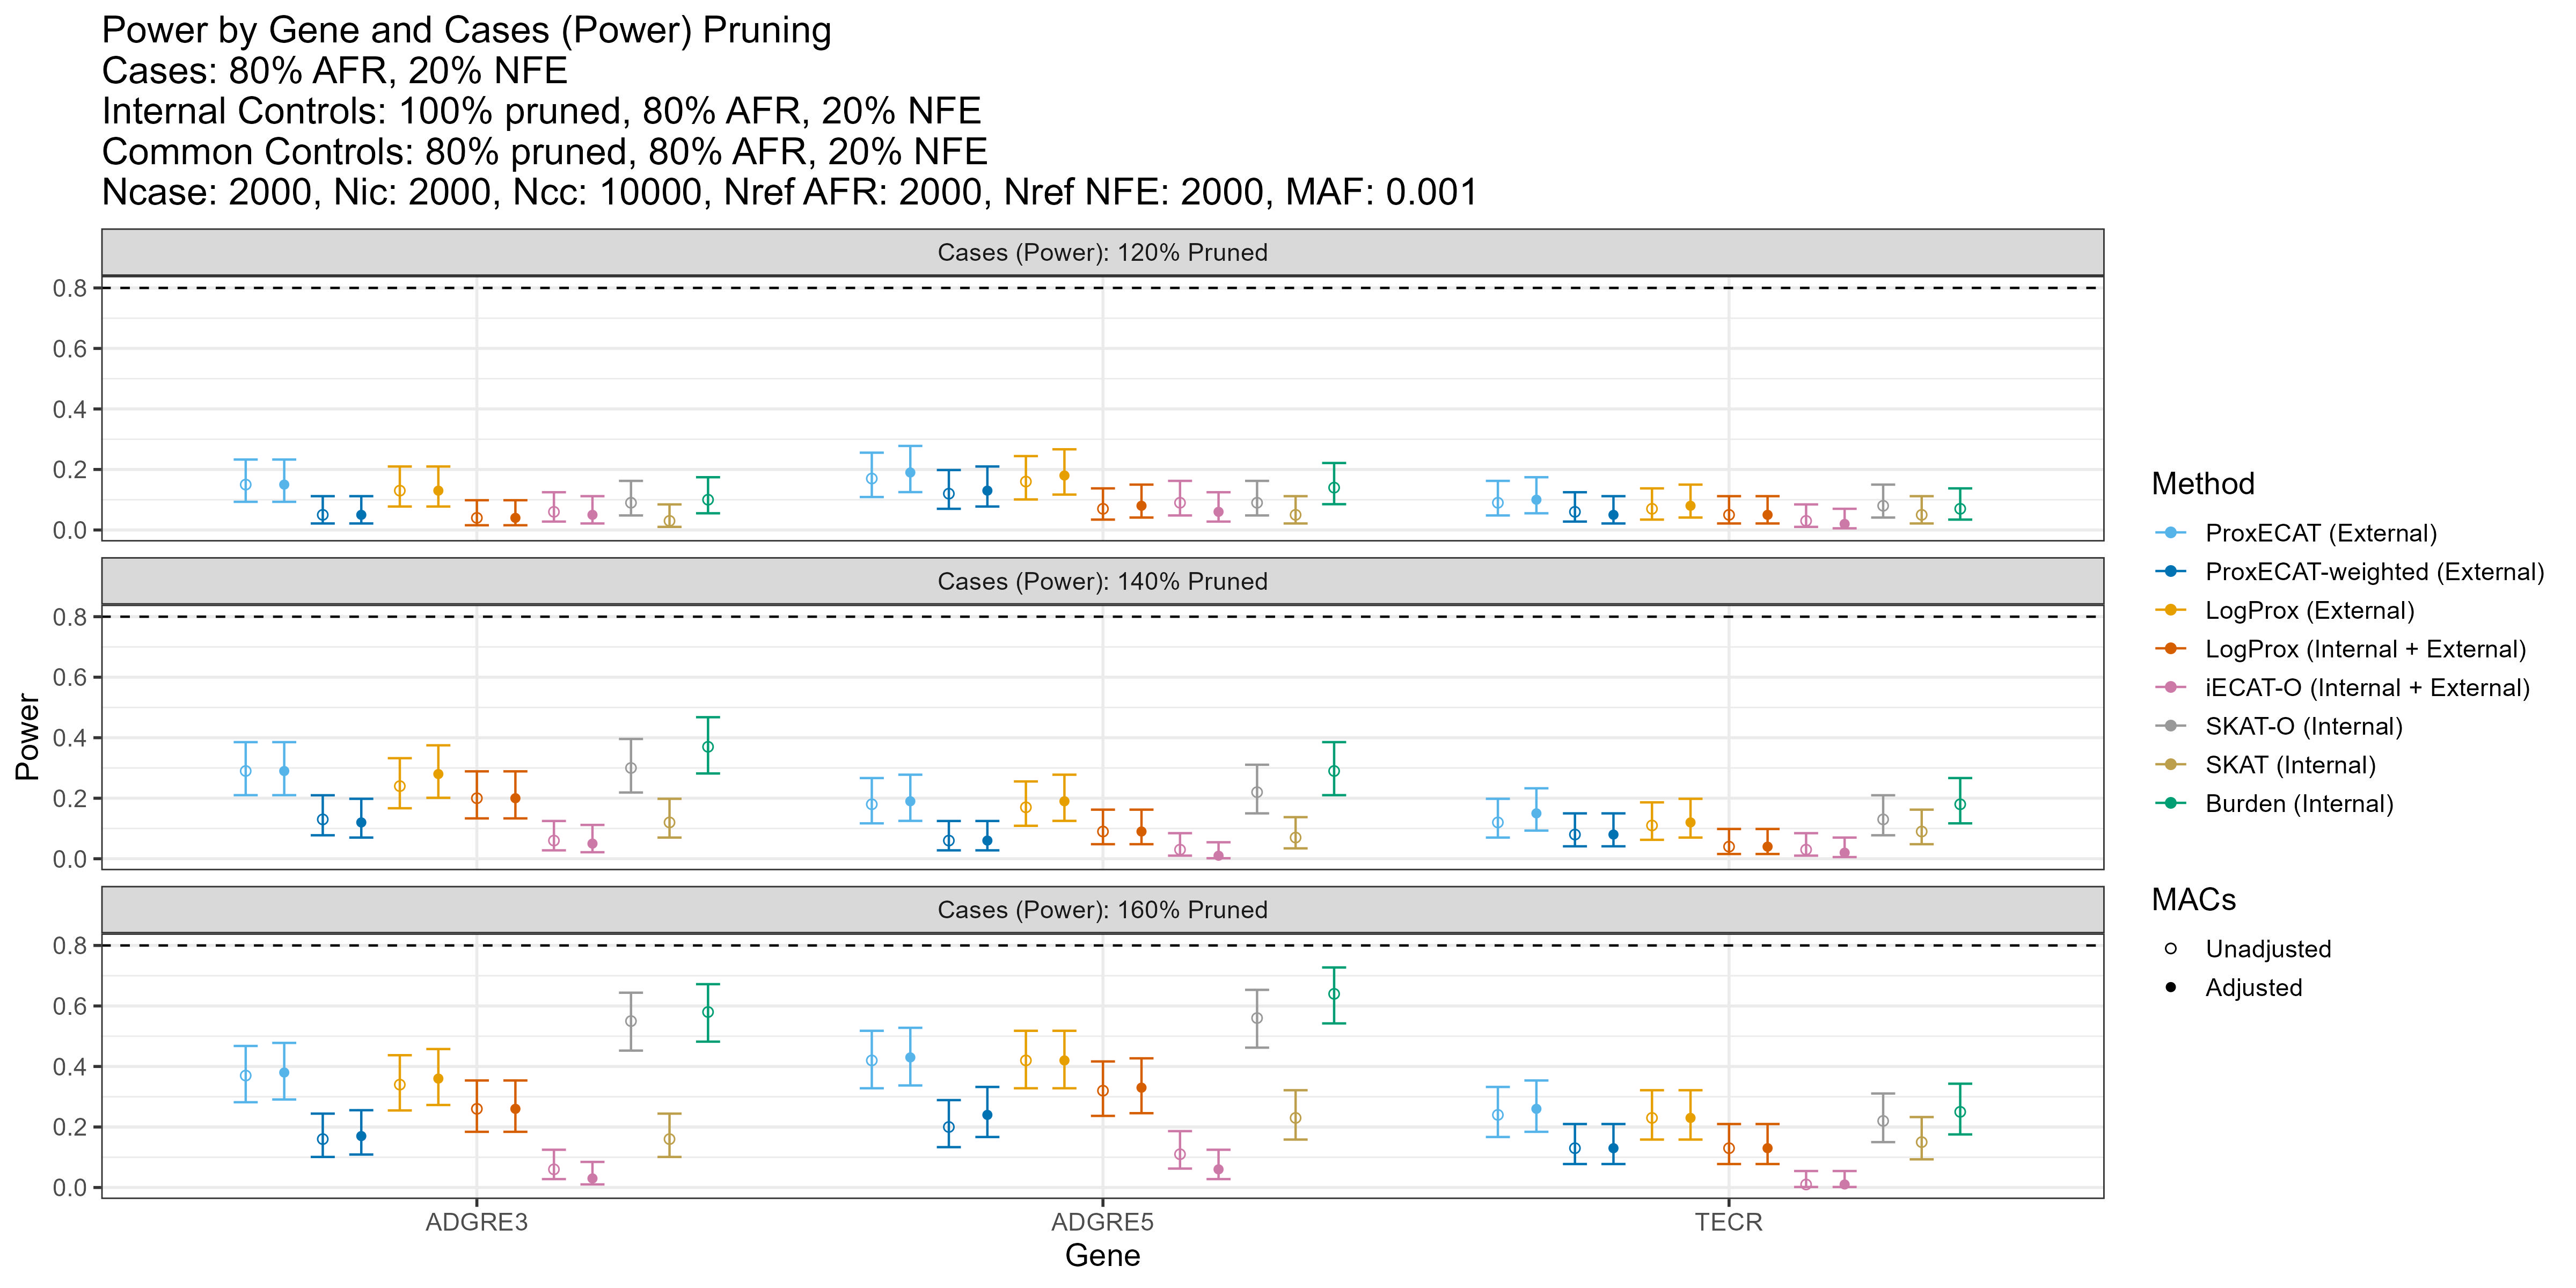 Power by Gene and Cases (Power) Pruning
Cases: 80% AFR, 20% NFE
Internal Controls: 100% pruned, 80% AFR, 20% NFE
Common Controls: 80% pruned, 80% AFR, 20% NFE
Ncase: 2000, Nic: 2000, Ncc: 10000, Nref AFR: 2000, Nref NFE: 2000, MAF: 0.001
Cases (Power): 120% Pruned
0.8
0.6
0.4
0.2
0.0
Cases (Power): 140% Pruned
0.8
0.6
0.4
0.2
0.0
Cases (Power): 160% Pruned
0.8
0.6
0.4
0.2
0.0
Power
ADGRE3
ADGRE5
TECR
Gene
Method
ProxECAT (External)
ProxECAT-weighted (External)
LogProx (External)
LogProx (Internal + External)
iECAT-O (Internal + External)
SKAT-O (Internal)
SKAT (Internal)
Burden (Internal)
MACs
Unadjusted
Adjusted